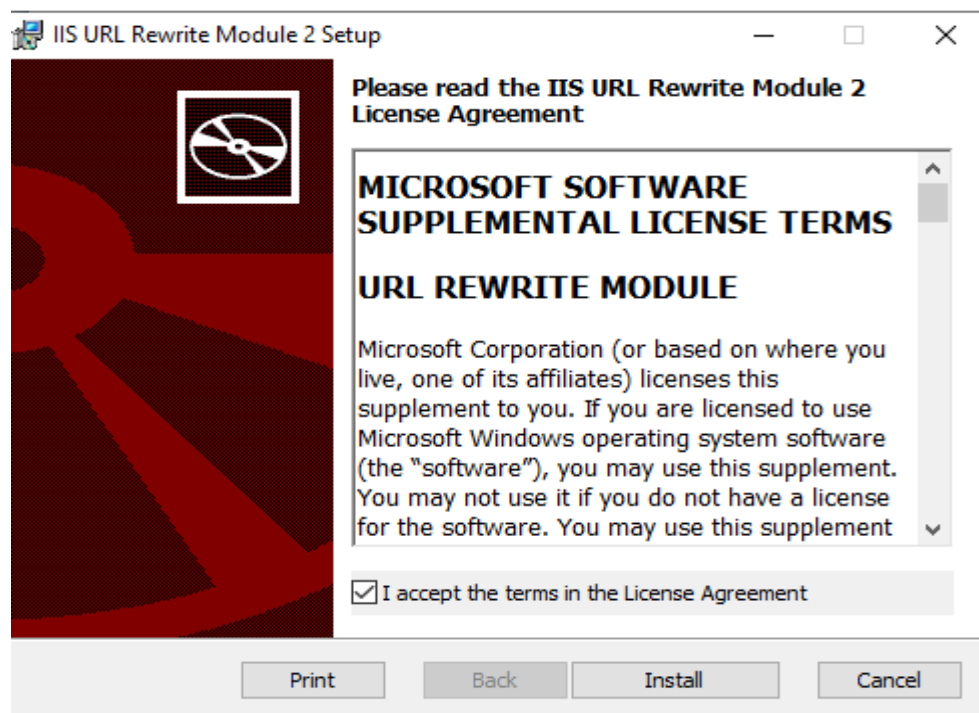 IIS URL Rewrite Module 2 Setup
Please read the IIS URL Rewrite Module 2
License Agreement
MICROSOFT SOFTWARE
SUPPLEMENTAL LICENSE TERMS
URL REWRITE MODULE
Microsoft Corporation (or based on where you
live, one of its affiliates) licenses this
supplement to you. If you are licensed to use
Microsoft Windows operating system software
(the “software”), you may use this supplement.
You may not use it if you do not have a license
for the software. You may use this supplement
I accept the terms in the License Agreement
Print Back Install Cancel